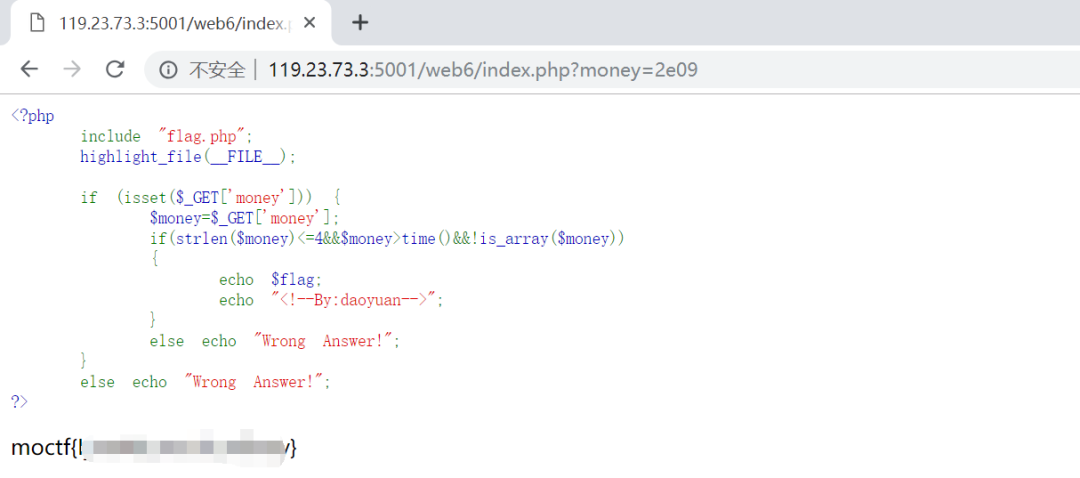 119.23.73.3:5001/web6/index.p
不安全 119.23.73.3:5001/web6/index.php?money=2e09
<?php
include "flag.php";
highlight_file(__FILE__);
if (isset($_GET['money'])) {
$money=$_GET['money'];
if(strlen($money)<=4&&$money>time()&&!is_array($money))
{
echo $flag;
echo "<!--By:daoyuan-->";
}
else echo "Wrong Answer!";
}
else echo "Wrong Answer!";
?>
moctf{
}